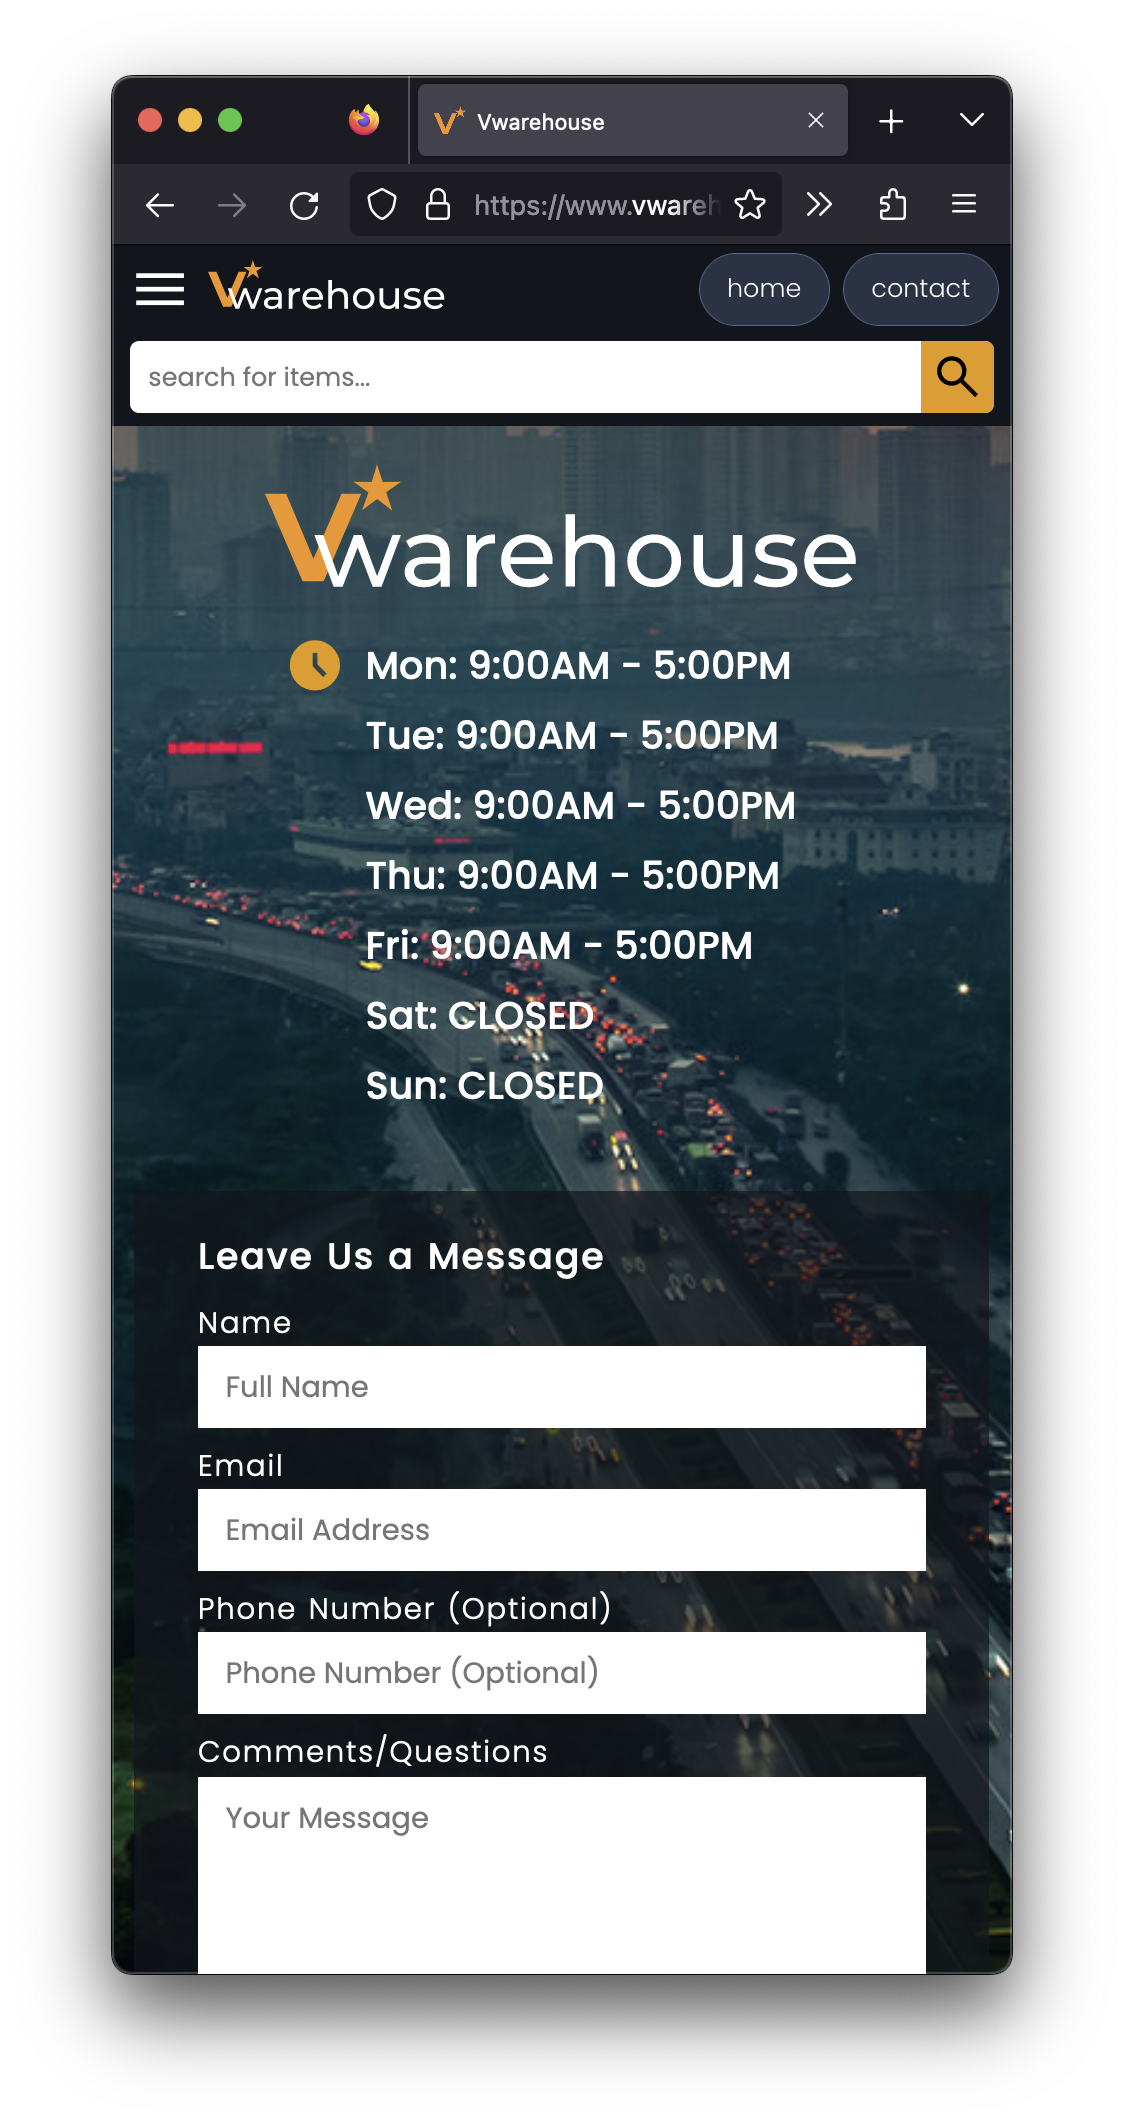 Vwarehouse
https://www.vwareh
Vwarehouse
home
contact
search for items...
Vwarehouse
Mon: 9:00AM - 5:00PM
Tue: 9:00AM - 5:00PM
Wed: 9:00AM - 5:00PM
Thu: 9:00AM - 5:00PM
Fri: 9:00AM - 5:00PM
Sat: CLOSED
Sun: CLOSED
Leave Us a Message
Name
Full Name
Email
Email Address
Phone Number (Optional)
Phone Number (Optional)
Comments/Questions
Your Message